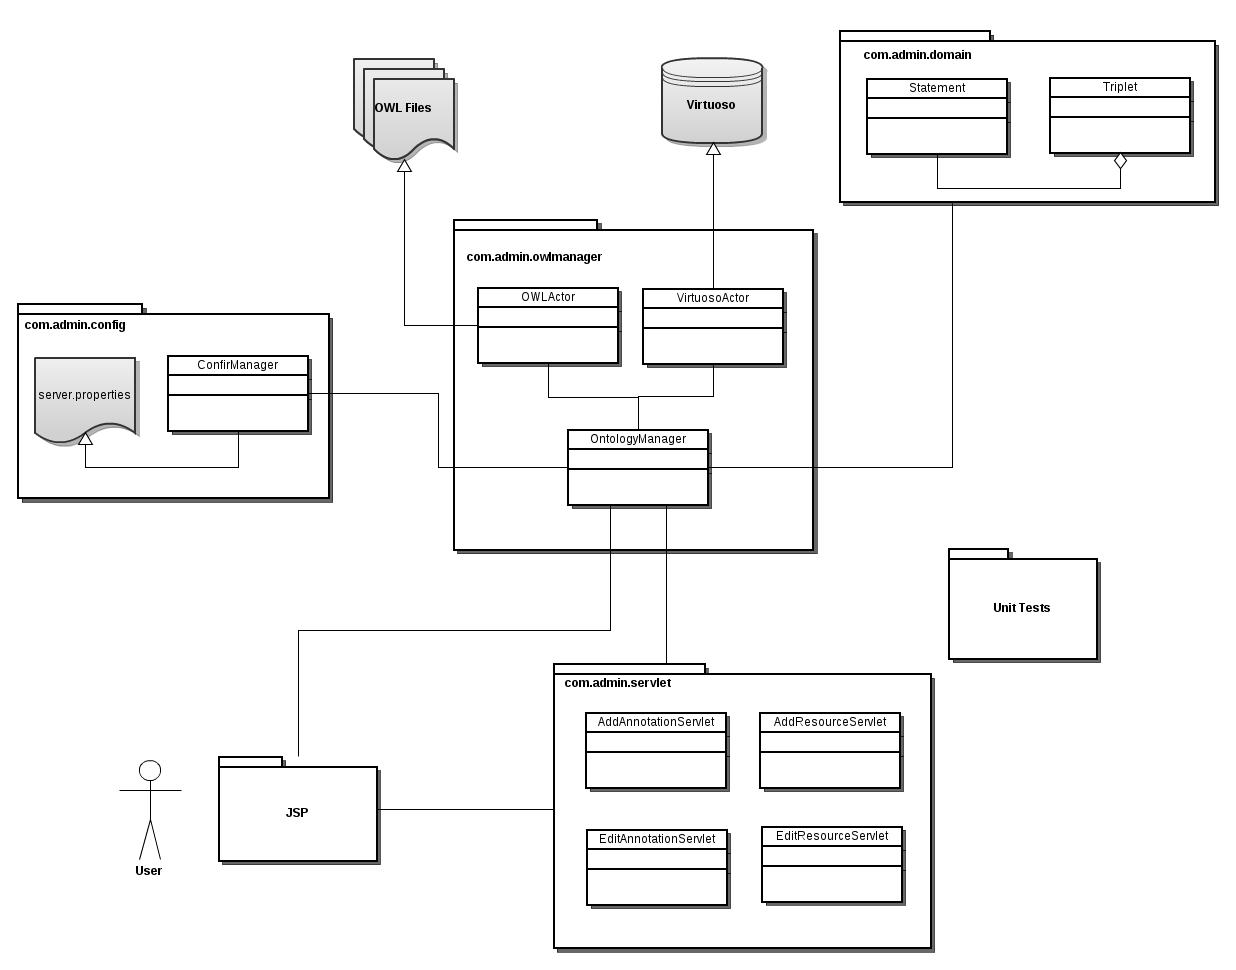 com.admin.domain
Statement
Triplet
OWL Files
Virtuoso
com.admin.owlmanager
OWLActor
VirtuosoActor
com.admin.config
server.properties
ConfirManager
OntologyManager
Unit Tests
com.admin.servlet
AddAnnotationServlet
AddResourceServlet
EditAnnotationServlet
EditResourceServlet
JSP
User